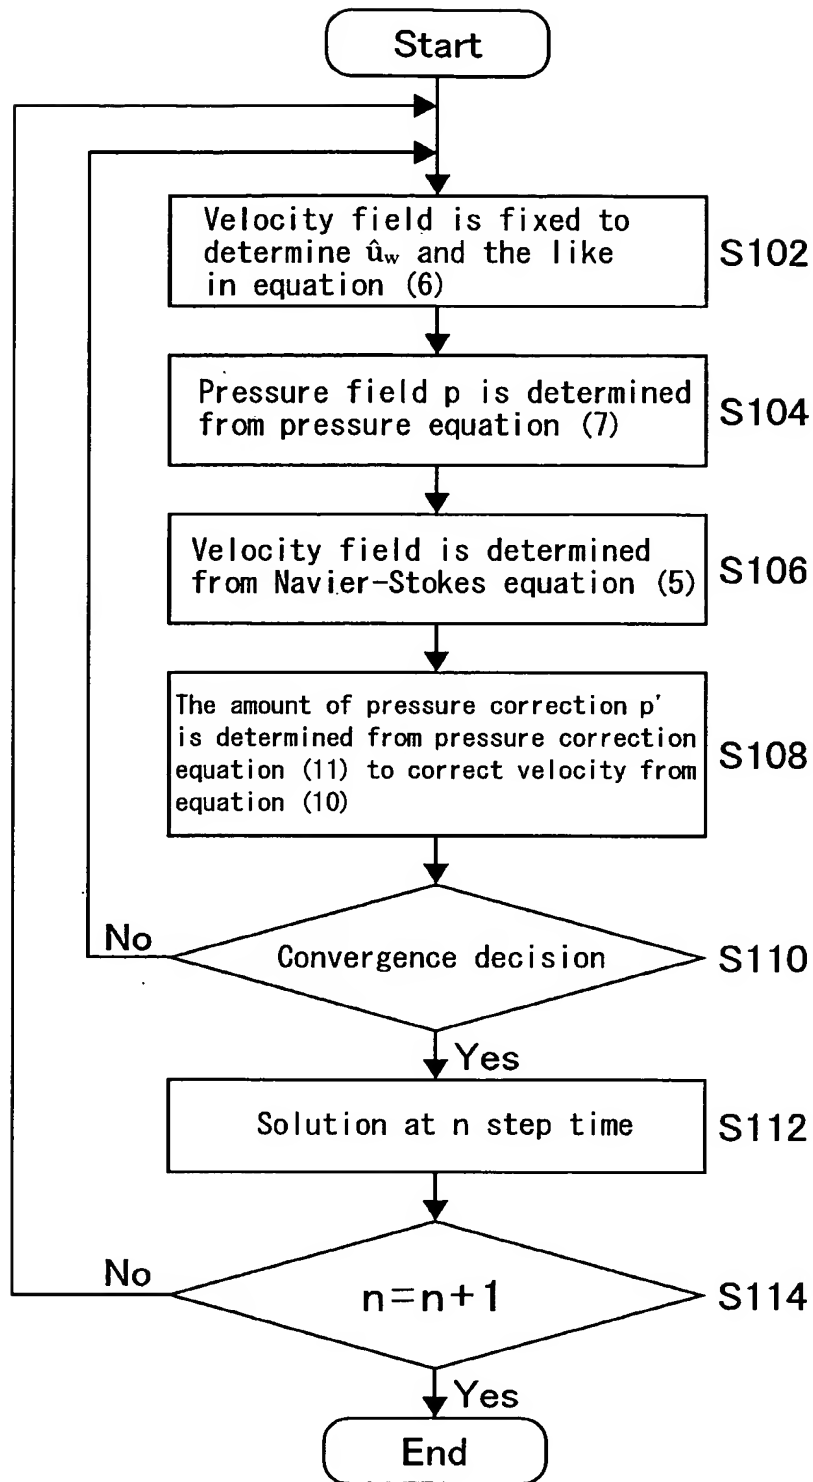 Start
Velocity field is fixed to
determine ûw and the like
in equation (6)
S102
Pressure field p is determined
from pressure equation (7)
S104
Velocity field is determined
from Navier-Stokes equation (5)
S106
The amount of pressure correction p'
is determined from pressure correction
equation (11) to correct velocity from
equation (10)
S108
No
Convergence decision
S110
Yes
Solution at n step time
S112
No
n=n+1
S114
Yes
End